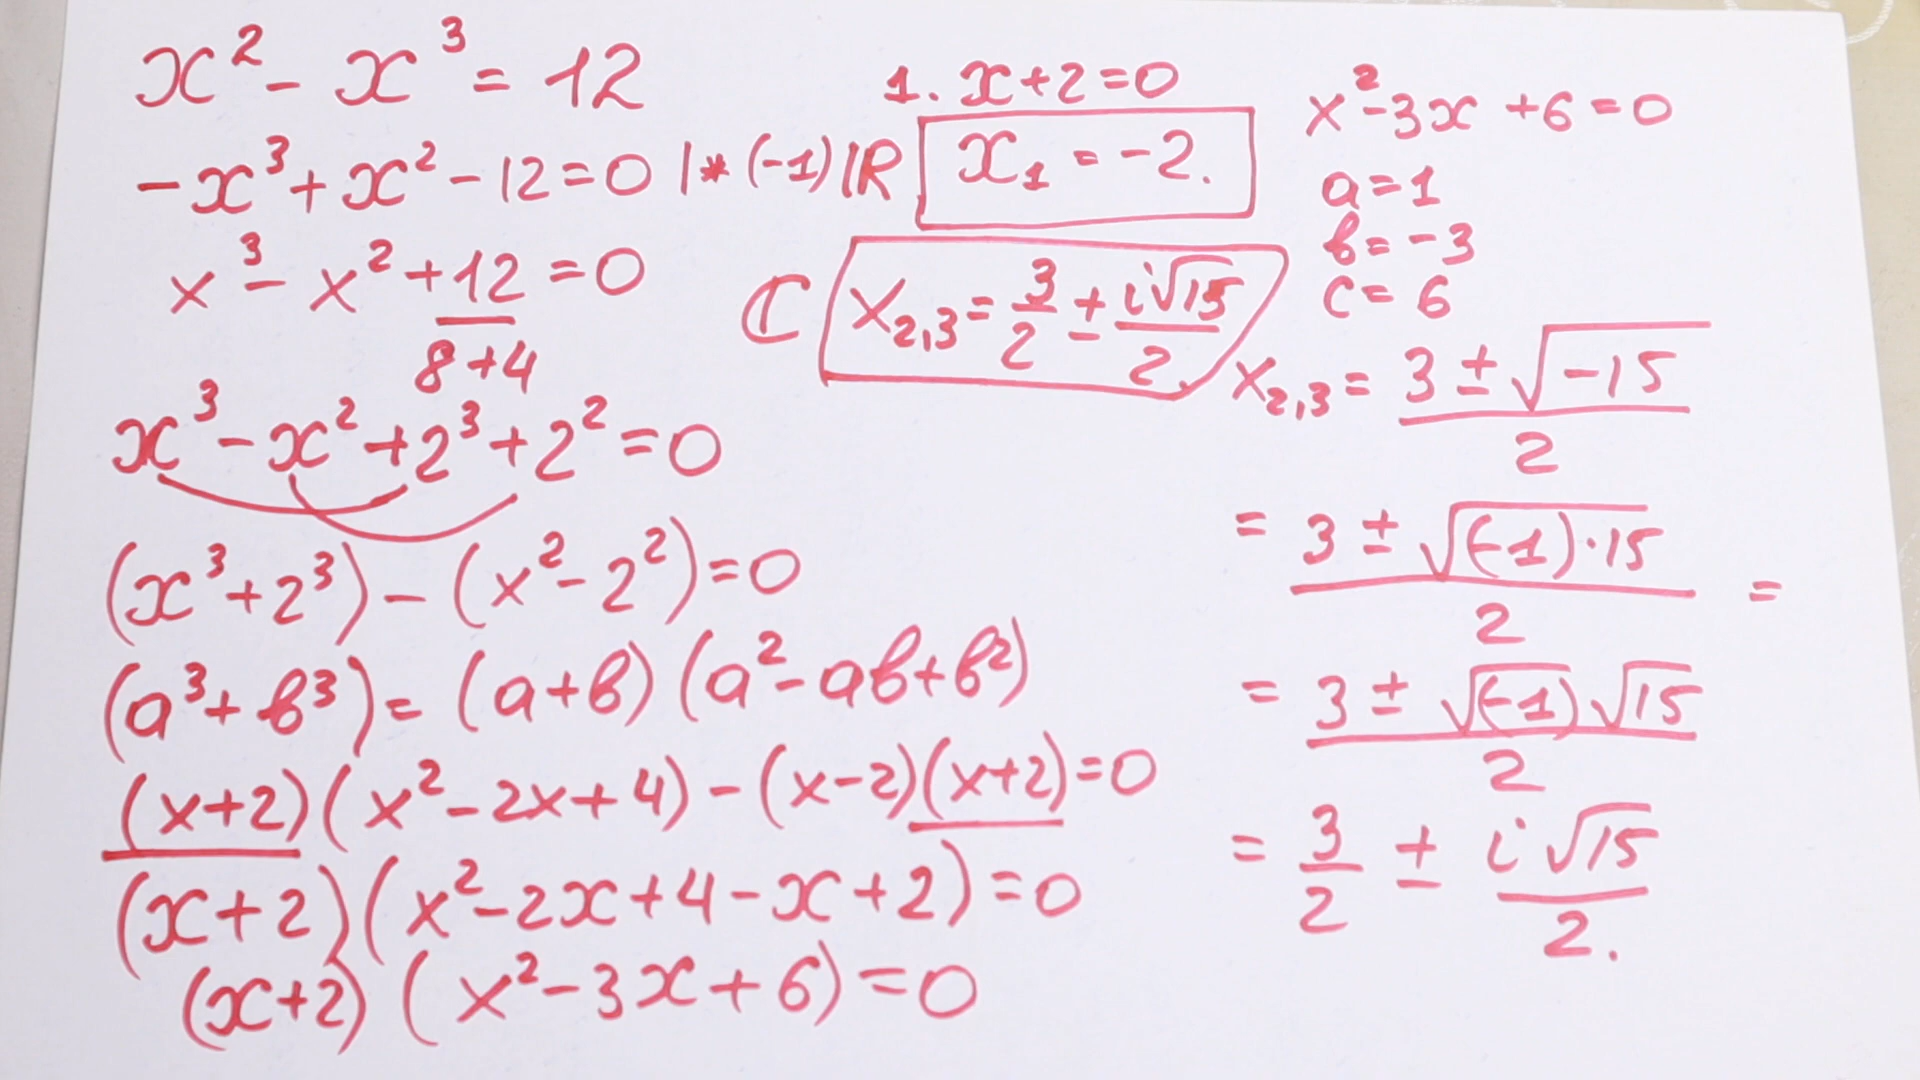 x² - x³ = 12
-x³ + x² - 12 = 0 |* (-1)
x³ - x² + 12 = 0
8+4
x³ - x² + 2³ + 2² = 0
(x³ + 2³) - (x² - 2²) = 0
(a³ + b³) = (a+b) (a² - ab + b²)
(x+2)(x² - 2x + 4) - (x-2)(x+2) = 0
(x+2)(x² - 2x + 4 - x + 2) = 0
(x+2) (x² - 3x + 6) = 0
1. x+2=0
ℝ x₁ = -2.
ℂ x₂,₃ = 3/2 ± i√15/2.
x² - 3x + 6 = 0
a = 1
b = -3
c = 6
x₂,₃ = (3 ± √-15)/2
= (3 ± √(-1)·15)/2 =
= (3 ± √(-1) √15)/2
= 3/2 ± i√15/2.